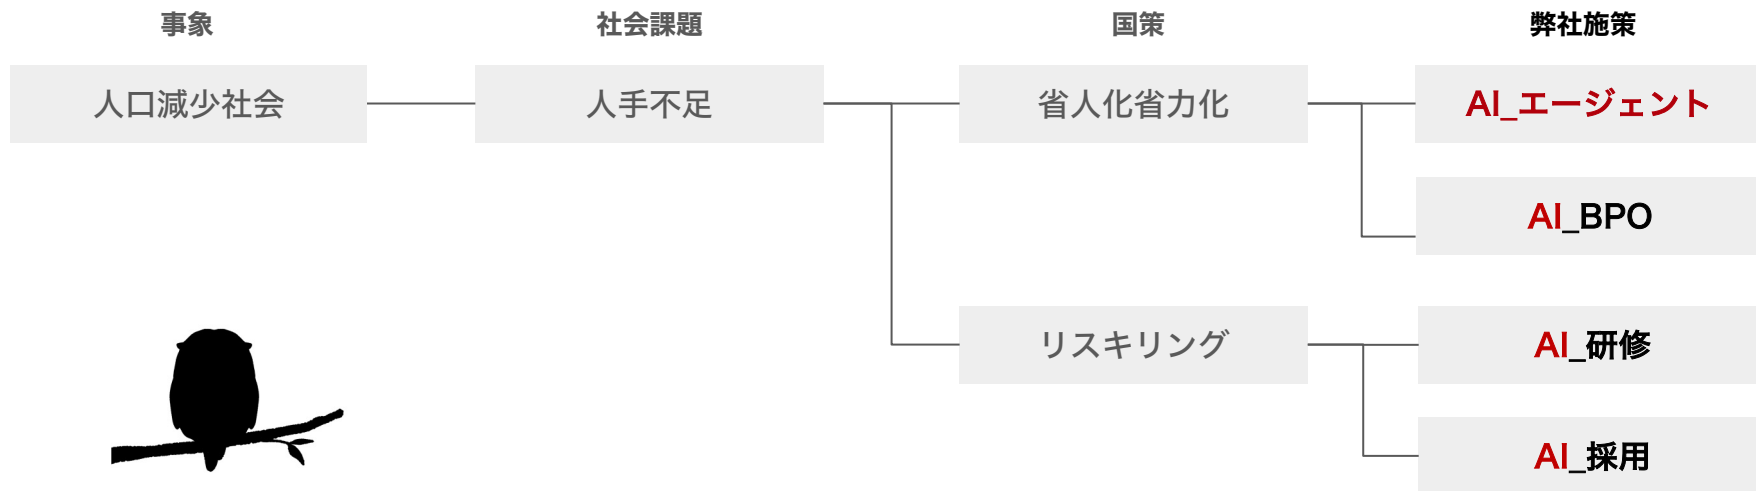 事象
社会課題
国策
弊社施策
人口減少社会
人手不足
省人化省力化
AI_エージェント
AI_BPO
リスキリング
AI_研修
AI_採用